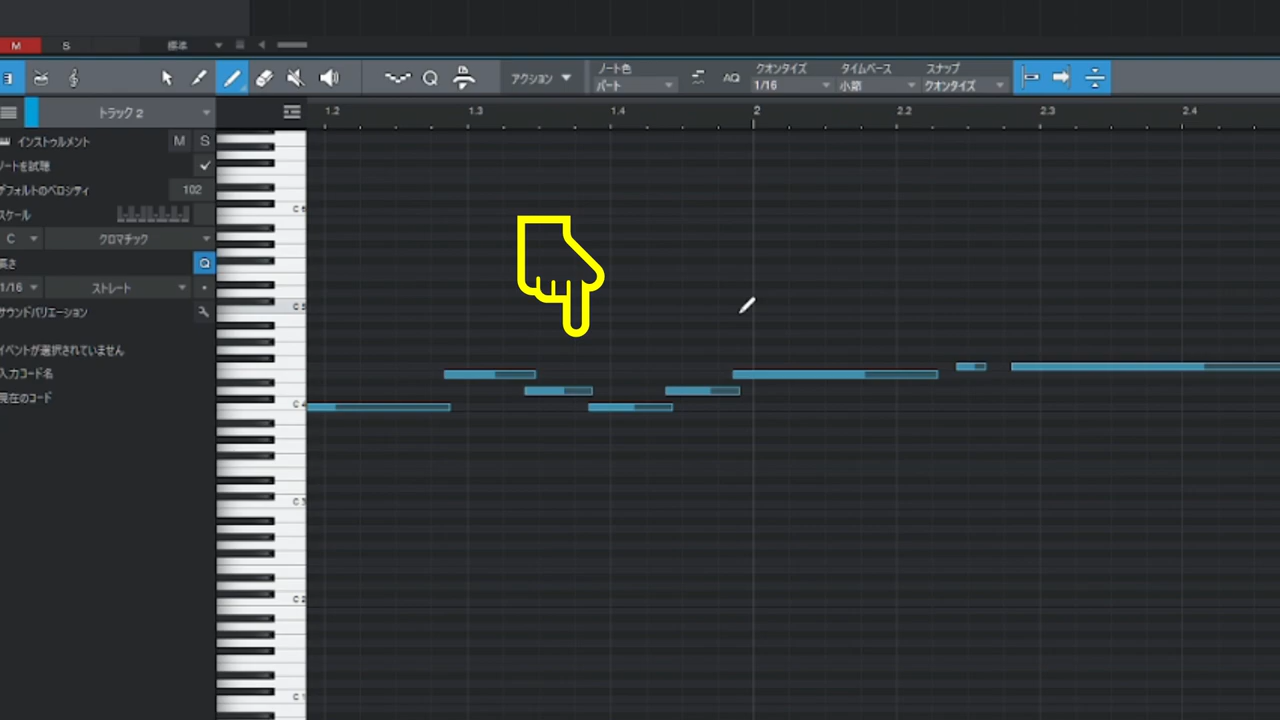 M S 標準
アクション
ノート色
パート
AQ
クオンタイズ
1/16
タイムベース
小節
スナップ
クオンタイズ
トラック 2
1.2 1.3 1.4 2 2.2 2.3 2.4
インストゥルメント M S
ノートを試聴
デフォルトのベロシティ 102
スケール
C クロマチック
長さ Q
1/16 ストレート
サウンドバリエーション
イベントが選択されていません
入力コード名
現在のコード
C 6
C 5
C 4
C 3
C 2
C 1